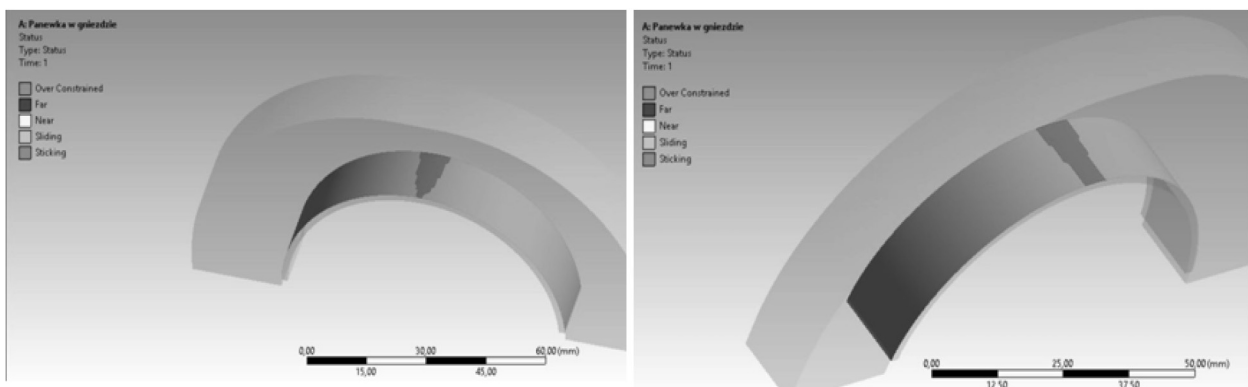 A: Panewka w gniezdzie
Status
Type: Status
Time: 1
Over Constrained
Far
Near
Sliding
Sticking
0,00 30,00 60,00 (mm)
15,00 45,00
A: Panewka w gniezdzie
Status
Type: Status
Time: 1
Over Constrained
Far
Near
Sliding
Sticking
0,00 25,00 50,00 (mm)
12,50 37,50